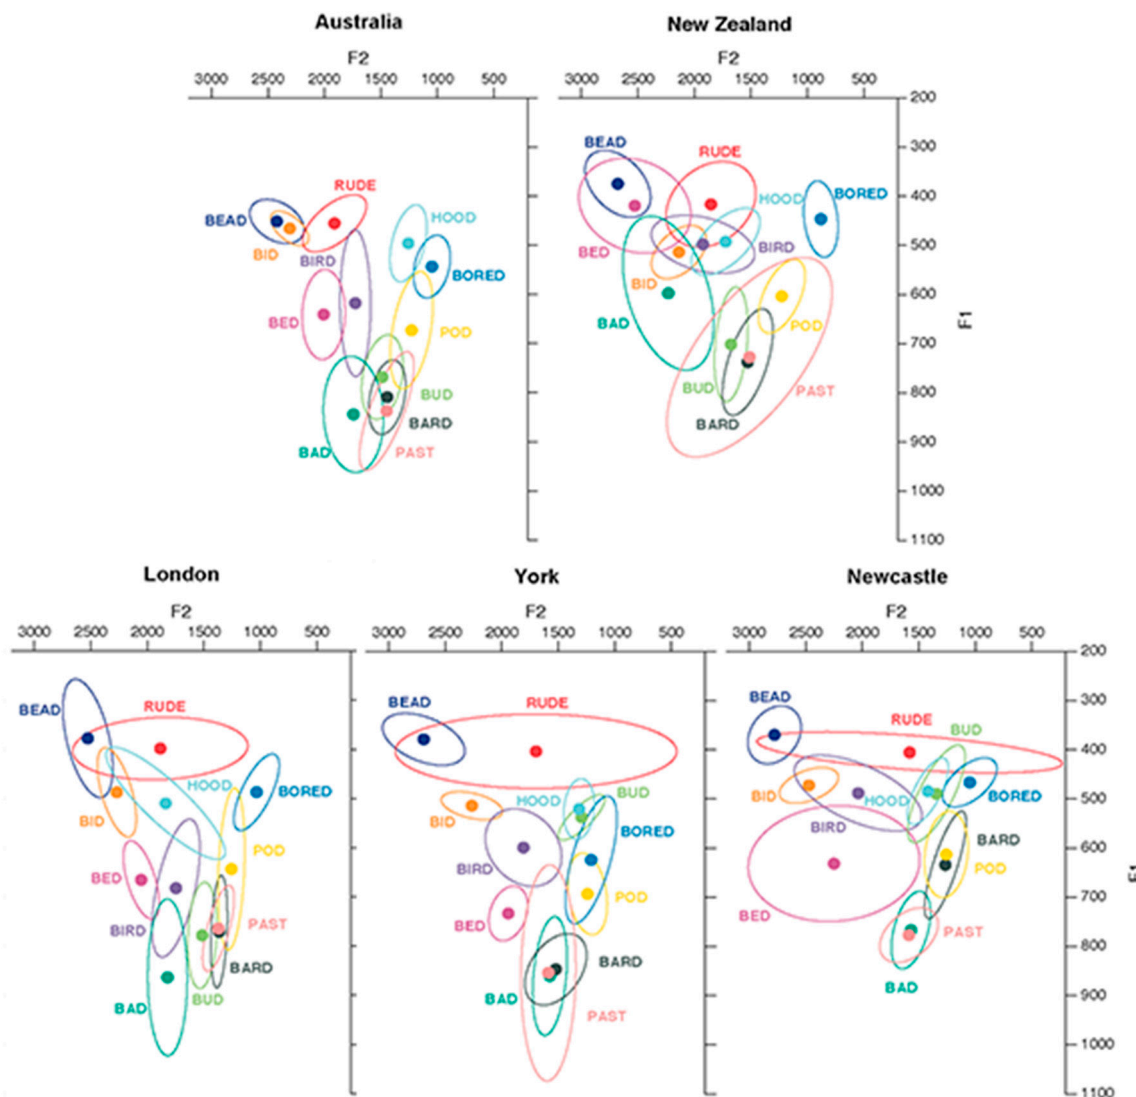 Australia
New Zealand
F2
F2
3000 2500 2000 1500 1000 500
3000 2500 2000 1500 1000 500
200
300
400
500
600
700
800
900
1000
1100
F1
BEAD
BID
RUDE
BIRD
HOOD
BORED
BED
POD
BUD
BARD
BAD
PAST
BEAD
RUDE
HOOD
BORED
BED
BIRD
BID
BAD
POD
BUD
PAST
BARD
London
York
Newcastle
F2
F2
F2
3000 2500 2000 1500 1000 500
3000 2500 2000 1500 1000 500
3000 2500 2000 1500 1000 500
200
300
400
500
600
700
800
900
1000
1100
BEAD
RUDE
HOOD
BORED
BID
POD
BED
PAST
BIRD
BARD
BUD
BAD
BEAD
RUDE
BUD
HOOD
BID
BORED
BIRD
POD
BED
BARD
BAD
PAST
BEAD
RUDE
BUD
BID
HOOD
BORED
BIRD
BARD
POD
BED
PAST
BAD